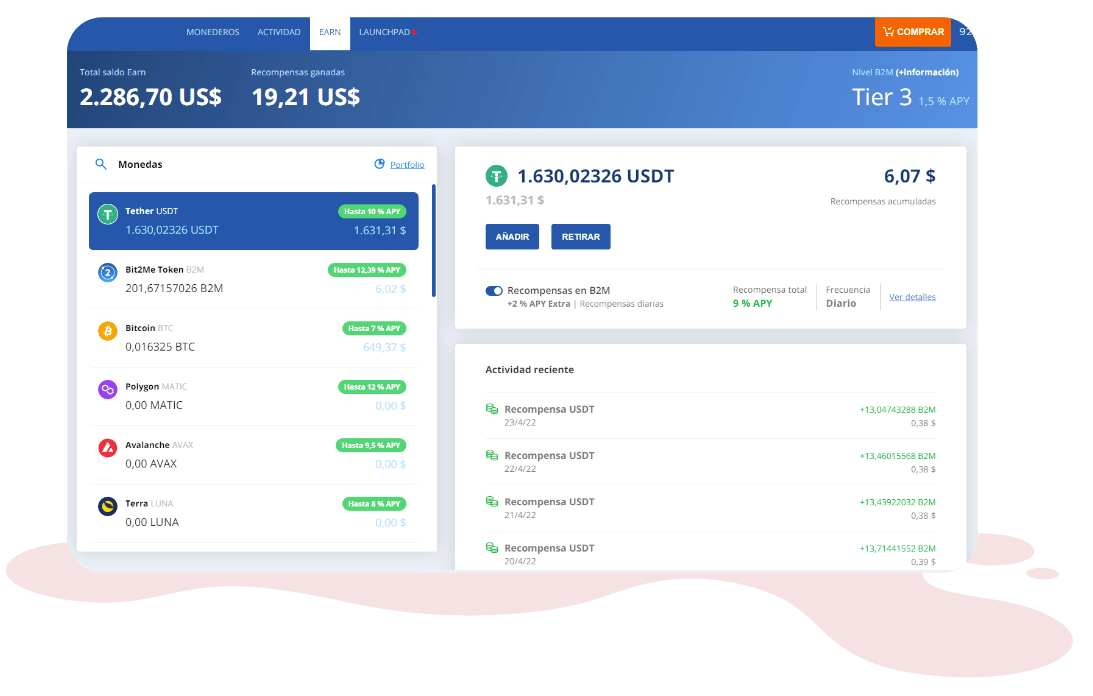 MONEDEROS ACTIVIDAD EARN LAUNCHPAD COMPRAR 92
Total saldo Earn Recompensas ganadas Nivel B2M (+información)
2.286,70 US$ 19,21 US$ Tier 3 1,5 % APY
Monedas Portfolio
Tether USDT Hasta 10 % APY
1.630,02326 USDT 1.631,31 $
Bit2Me Token B2M Hasta 12,39 % APY
201,67157026 B2M 6,02 $
Bitcoin BTC Hasta 7 % APY
0,016325 BTC 649,37 $
Polygon MATIC Hasta 12 % APY
0,00 MATIC 0,00 $
Avalanche AVAX Hasta 9,5 % APY
0,00 AVAX 0,00 $
Terra LUNA Hasta 8 % APY
0,00 LUNA 0,00 $
1.630,02326 USDT 6,07 $
1.631,31 $ Recompensas acumuladas
AÑADIR RETIRAR
Recompensas en B2M Recompensa total Frecuencia Ver detalles
+2 % APY Extra | Recompensas diarias 9 % APY Diario
Actividad reciente
Recompensa USDT +13,04743288 B2M
23/4/22 0,38 $
Recompensa USDT +13,46015568 B2M
22/4/22 0,38 $
Recompensa USDT +13,43922032 B2M
21/4/22 0,38 $
Recompensa USDT +13,71441552 B2M
20/4/22 0,39 $